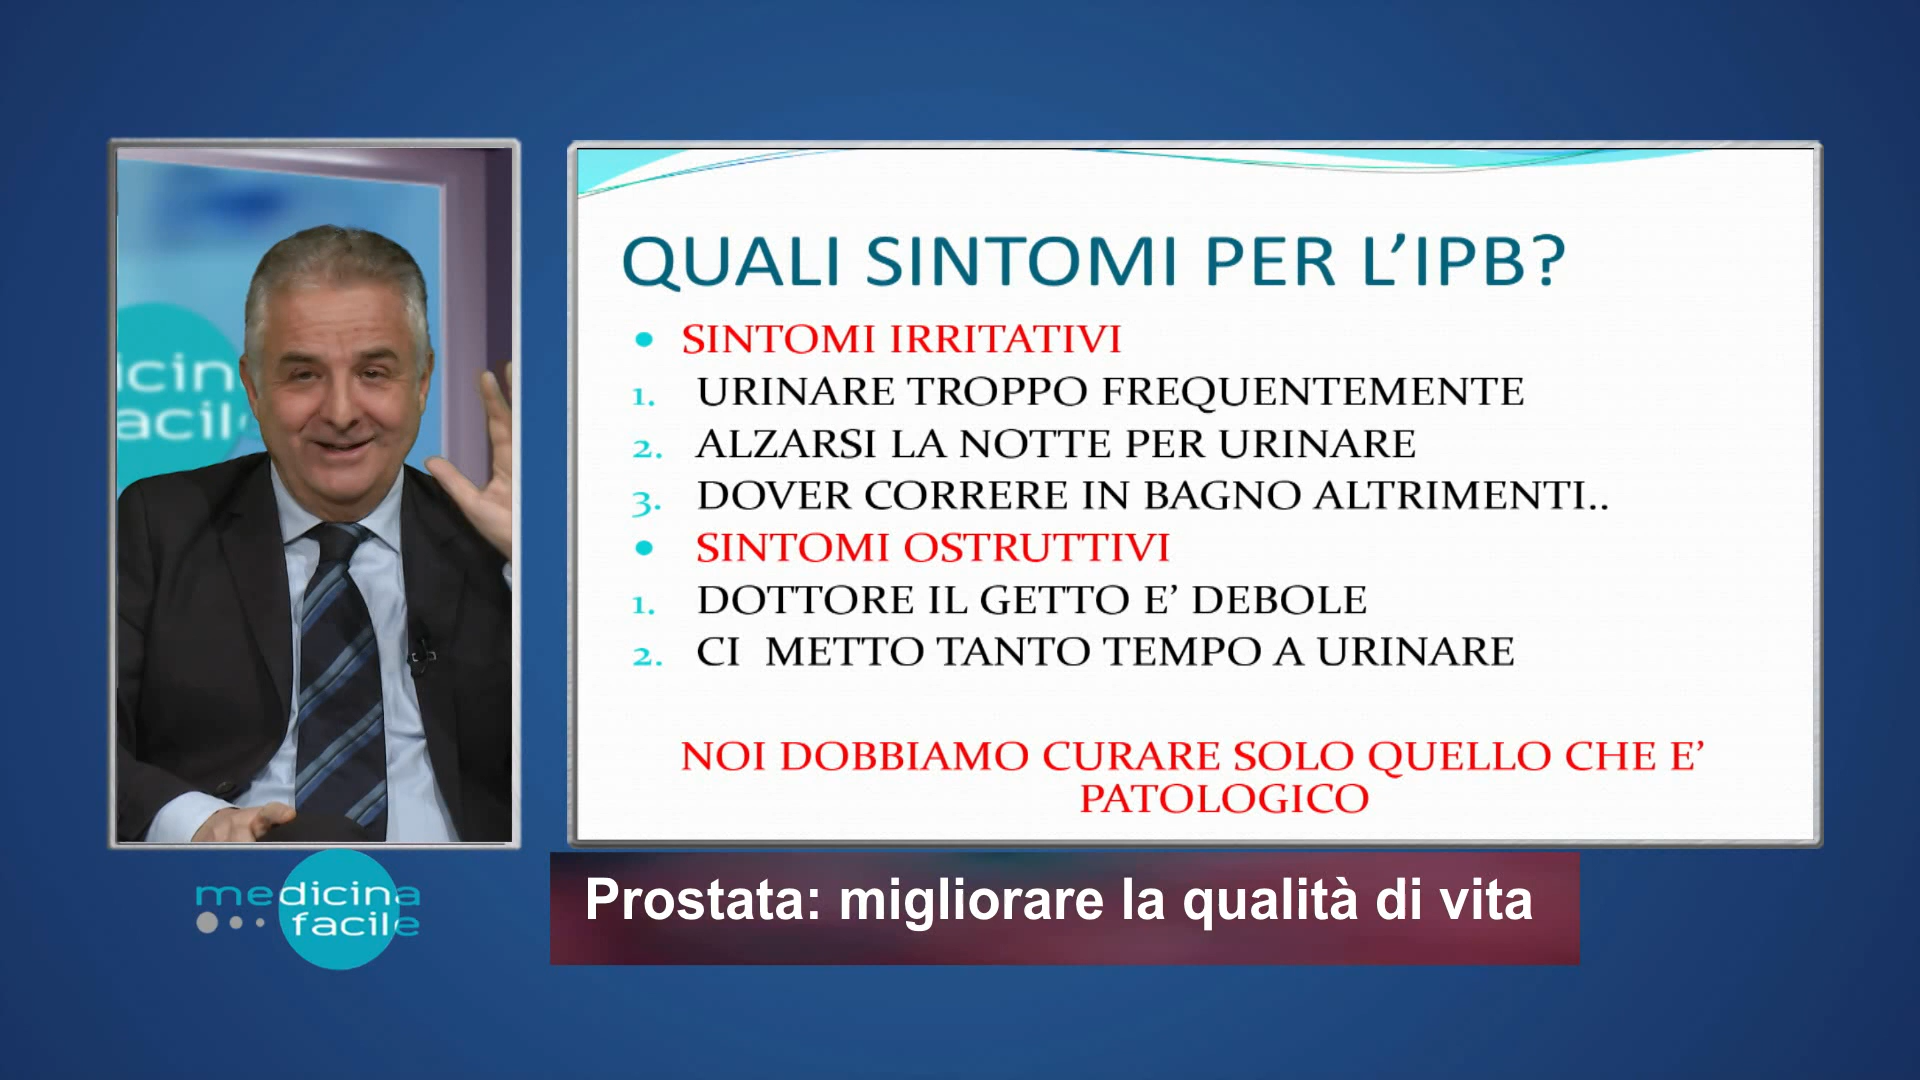 icin
acil
QUALI SINTOMI PER L’IPB?
• SINTOMI IRRITATIVI
1. URINARE TROPPO FREQUENTEMENTE
2. ALZARSI LA NOTTE PER URINARE
3. DOVER CORRERE IN BAGNO ALTRIMENTI..
• SINTOMI OSTRUTTIVI
1. DOTTORE IL GETTO E’ DEBOLE
2. CI METTO TANTO TEMPO A URINARE
NOI DOBBIAMO CURARE SOLO QUELLO CHE E’
PATOLOGICO
medicina
facile
Prostata: migliorare la qualità di vita